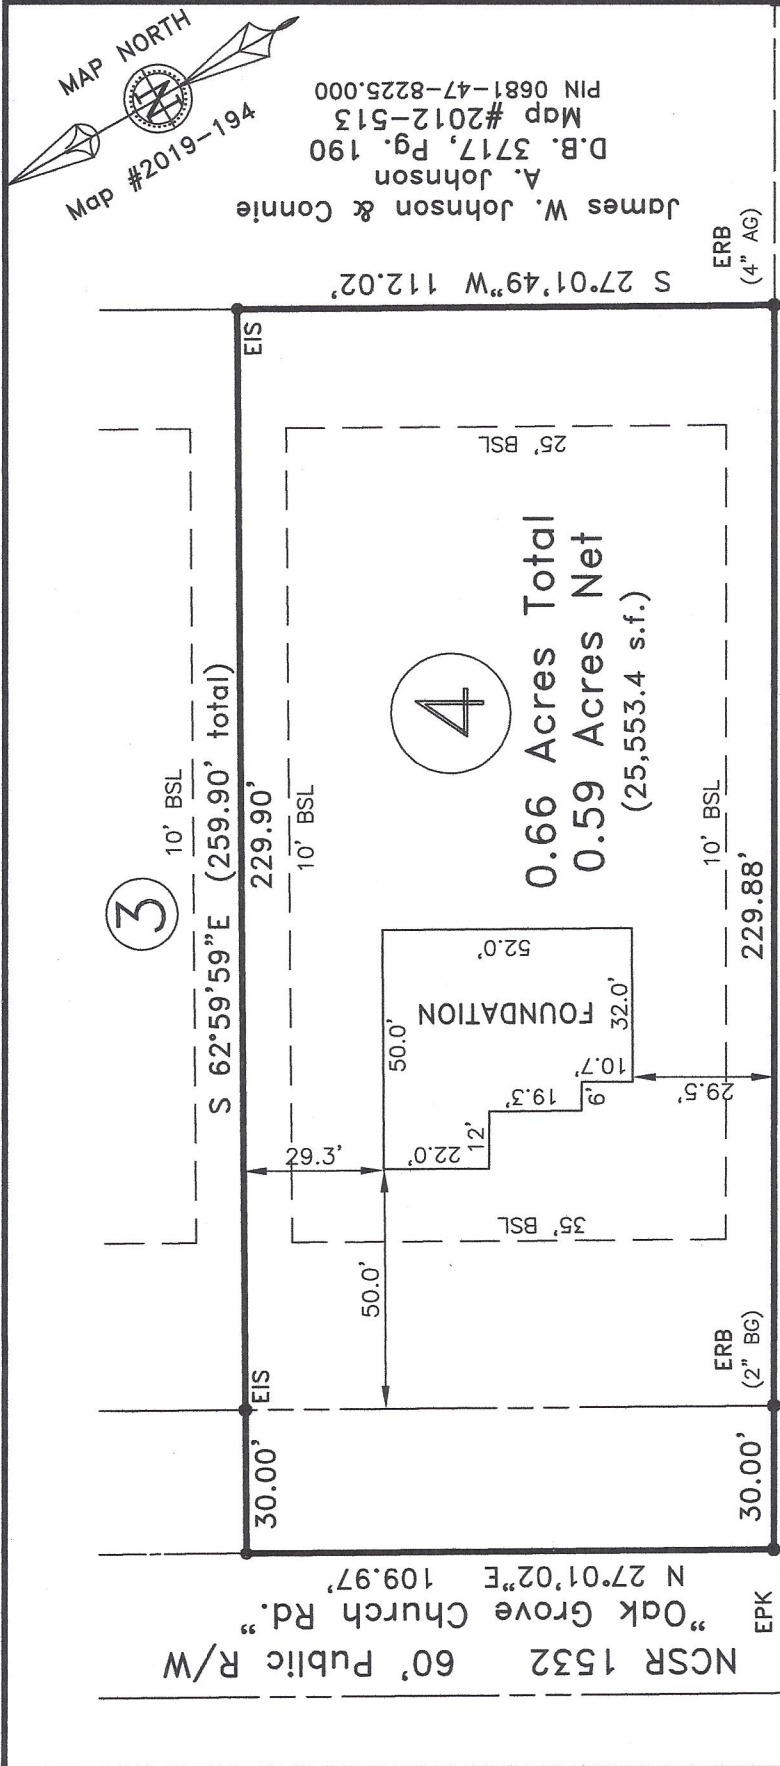 MAP NORTH
N
Map #2019-194
James W. Johnson & Connie
A. Johnson
D.B. 3717, Pg. 190
Map #2012-513
PIN 0681-47-8225.000
S 27°01'49"W 112.02'
ERB
(4" AG)
EIS
25' BSL
3
10' BSL
S 62°59'59"E (259.90' total)
229.90'
10' BSL
4
0.66 Acres Total
0.59 Acres Net
(25,553.4 s.f.)
10' BSL
229.88'
FOUNDATION
52.0'
50.0'
32.0'
10.7'
9'
19.3'
12'
22.0'
29.3'
29.5'
50.0'
35' BSL
EIS
ERB
(2" BG)
30.00'
30.00'
N 27°01'02"E 109.97'
"Oak Grove Church Rd."
NCSR 1532 60' Public R/W
EPK